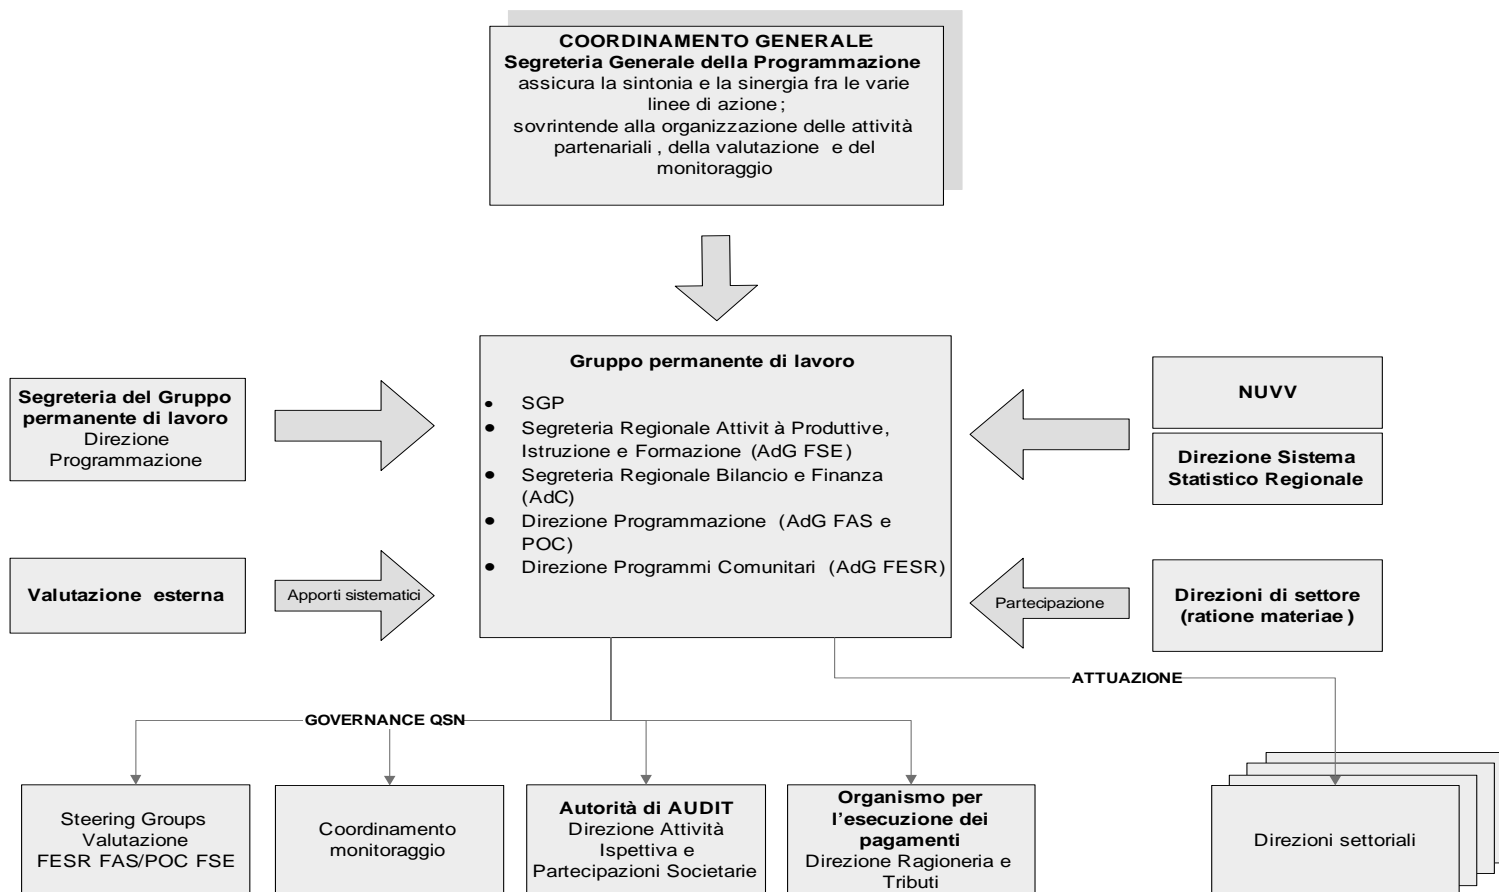 COORDINAMENTO GENERALE:
Segreteria Generale della Programmazione
assicura la sintonia e la sinergia fra le varie
linee di azione;
sovrintende alla organizzazione delle attività
partenariali , della valutazione e del
monitoraggio
Gruppo permanente di lavoro
• SGP
• Segreteria Regionale Attivit à Produttive,
Istruzione e Formazione (AdG FSE)
• Segreteria Regionale Bilancio e Finanza
(AdC)
• Direzione Programmazione (AdG FAS e
POC)
• Direzione Programmi Comunitari (AdG FESR)
Segreteria del Gruppo
permanente di lavoro
Direzione
Programmazione
NUVV
Direzione Sistema
Statistico Regionale
Valutazione esterna
Apporti sistematici
Partecipazione
Direzioni di settore
(ratione materiae )
ATTUAZIONE
GOVERNANCE QSN
Steering Groups
Valutazione
FESR FAS/POC FSE
Coordinamento
monitoraggio
Autorità di AUDIT
Direzione Attività
Ispettiva e
Partecipazioni Societarie
Organismo per
l'esecuzione dei
pagamenti
Direzione Ragioneria e
Tributi
Direzioni settoriali